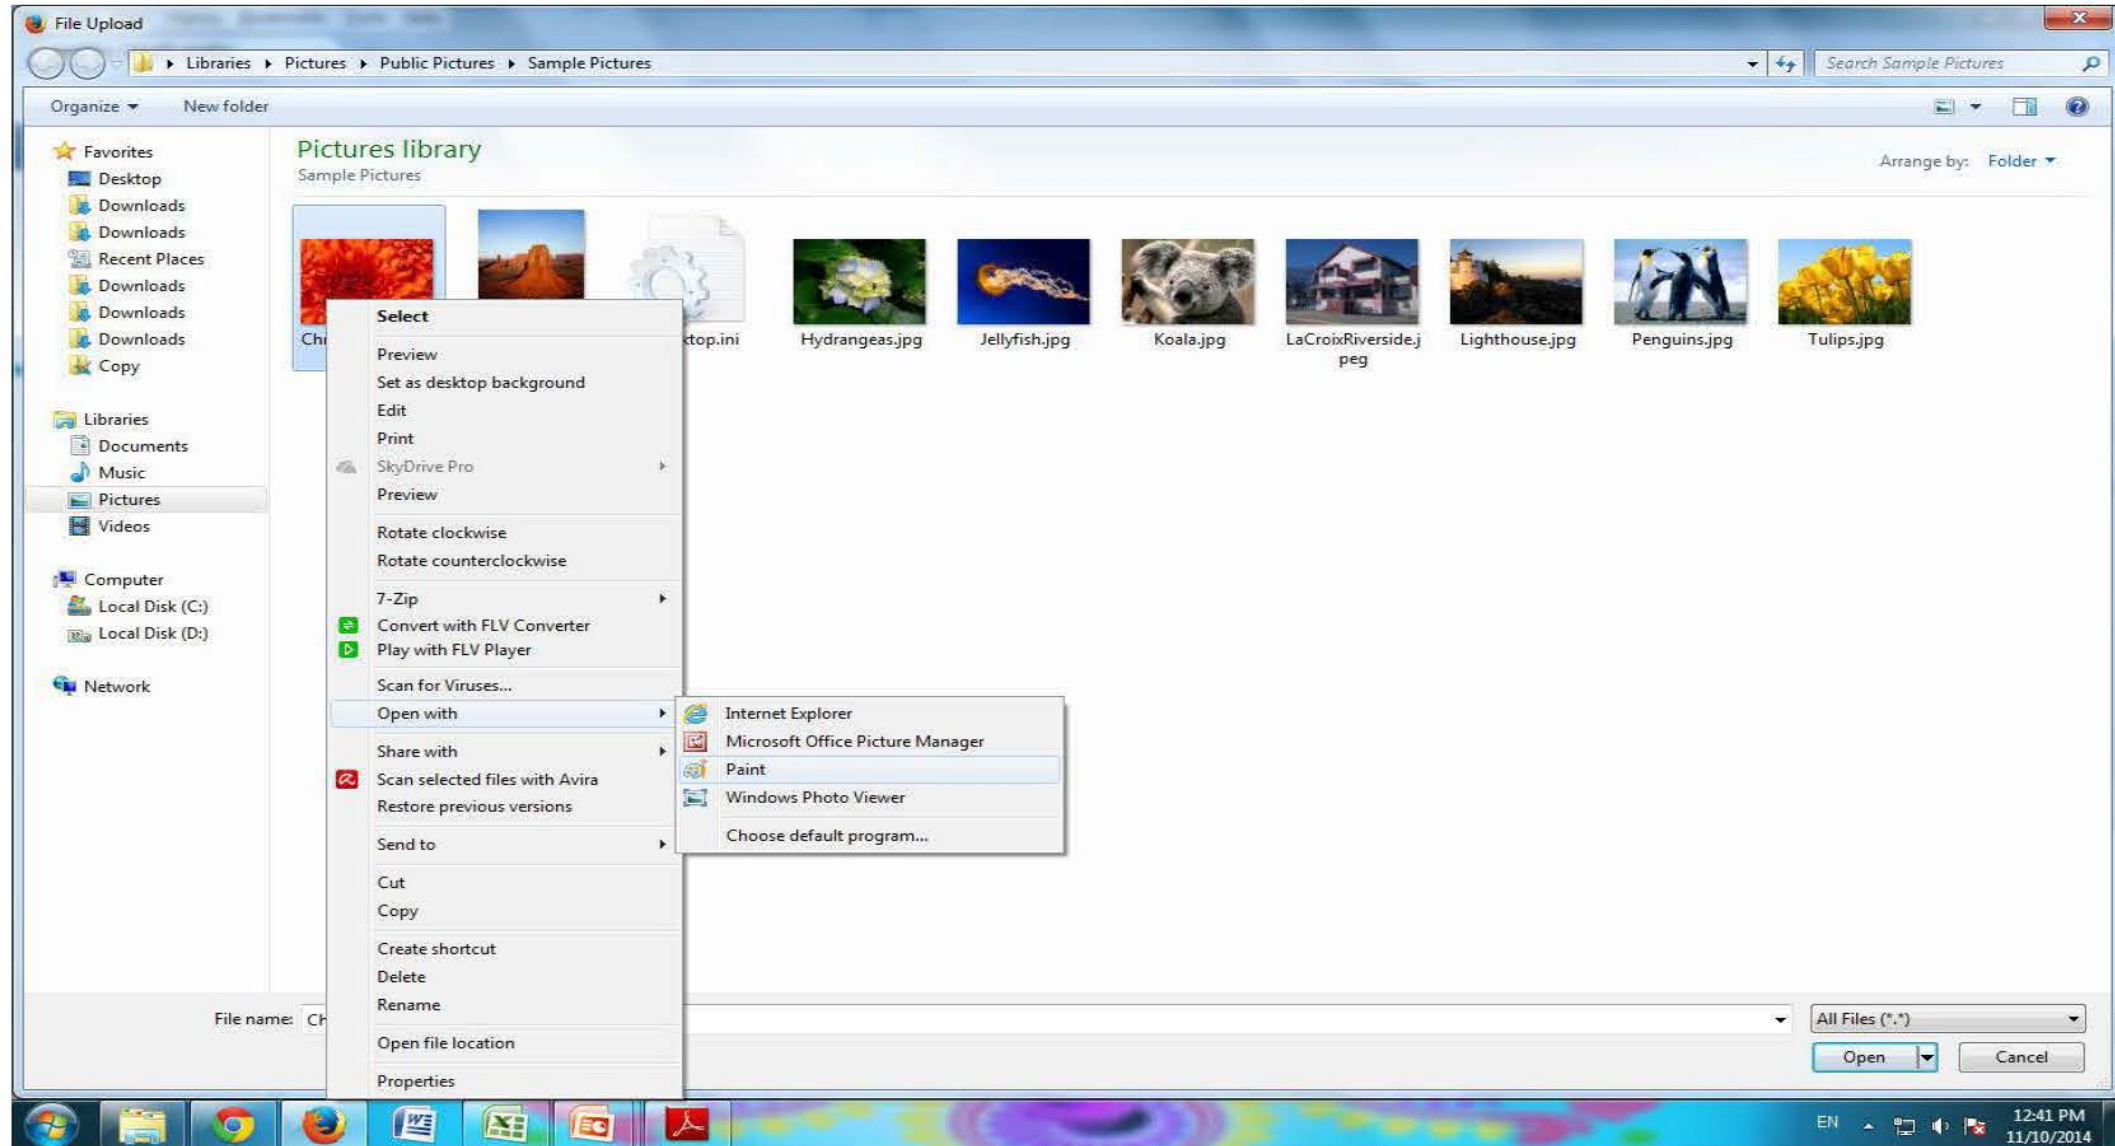 File Upload
Libraries Pictures Public Pictures Sample Pictures
Search Sample Pictures
Organize New folder
Favorites
Desktop
Downloads
Downloads
Recent Places
Downloads
Downloads
Downloads
Copy
Libraries
Documents
Music
Pictures
Videos
Computer
Local Disk (C:)
Local Disk (D:)
Network
Pictures library
Sample Pictures
Arrange by: Folder
Hydrangeas.jpg
Jellyfish.jpg
Koala.jpg
LaCroixRiverside.j
peg
Lighthouse.jpg
Penguins.jpg
Tulips.jpg
Select
Preview
Set as desktop background
Edit
Print
SkyDrive Pro
Preview
Rotate clockwise
Rotate counterclockwise
7-Zip
Convert with FLV Converter
Play with FLV Player
Scan for Viruses...
Open with
Share with
Scan selected files with Avira
Restore previous versions
Send to
Cut
Copy
Create shortcut
Delete
Rename
Open file location
Properties
Internet Explorer
Microsoft Office Picture Manager
Paint
Windows Photo Viewer
Choose default program...
File name:
All Files (*.*)
Open
Cancel
EN
12:41 PM
11/10/2014